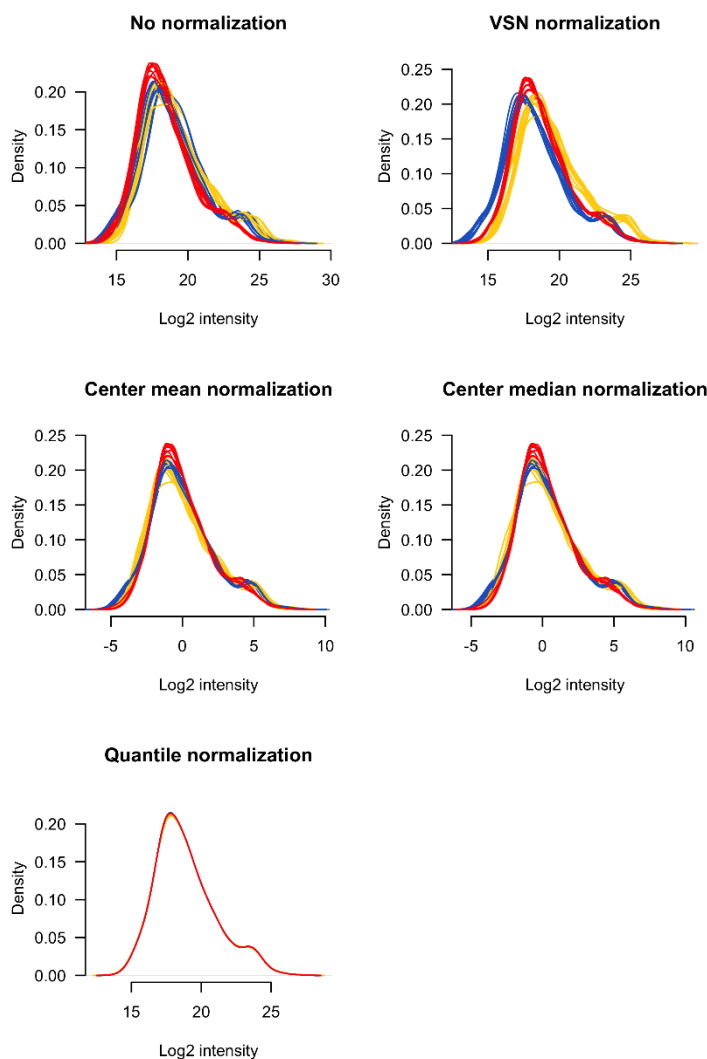 No normalization
0.20
0.15
0.10
0.05
0.00
Density
15 20 25 30
Log2 intensity
VSN normalization
0.25
0.20
0.15
0.10
0.05
0.00
Density
15 20 25
Log2 intensity
Center mean normalization
0.25
0.20
0.15
0.10
0.05
0.00
Density
-5 0 5 10
Log2 intensity
Center median normalization
0.25
0.20
0.15
0.10
0.05
0.00
Density
-5 0 5 10
Log2 intensity
Quantile normalization
0.20
0.15
0.10
0.05
0.00
Density
15 20 25
Log2 intensity